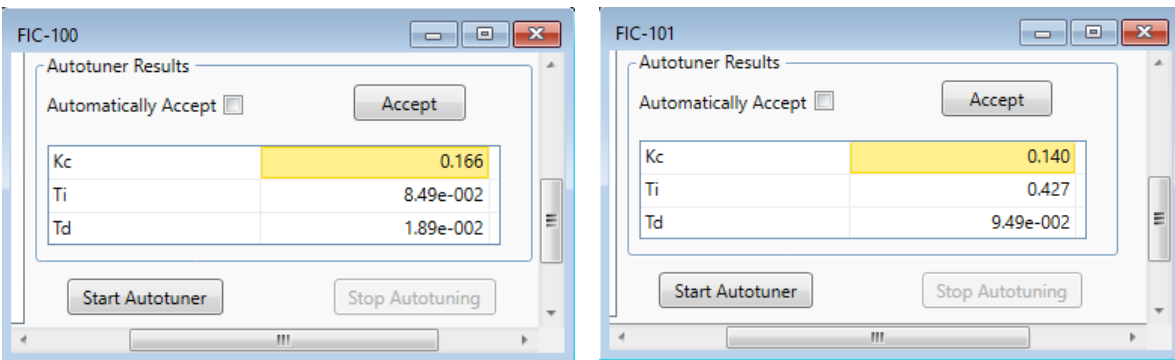 FIC-100
Autotuner Results
Automatically Accept Accept
Kc 0.166
Ti 8.49e-002
Td 1.89e-002
Start Autotuner Stop Autotuning
FIC-101
Autotuner Results
Automatically Accept Accept
Kc 0.140
Ti 0.427
Td 9.49e-002
Start Autotuner Stop Autotuning